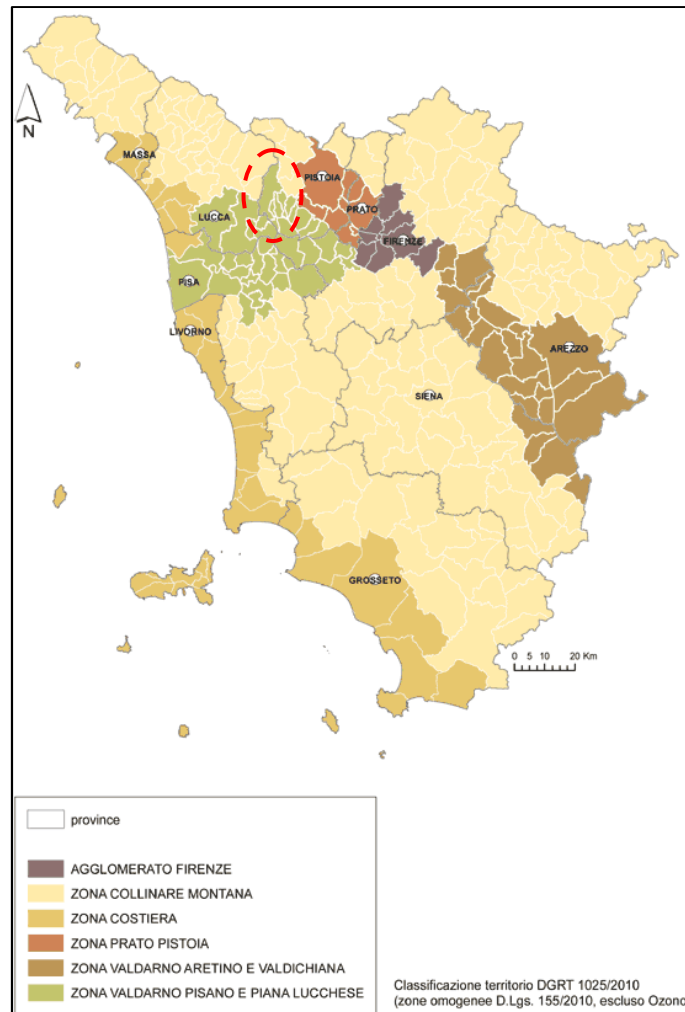 N
MASSA
PISTOIA
PRATO
LUCCA
FIRENZE
PISA
LIVORNO
AREZZO
SIENA
GROSSETO
0 5 10 20 Km
province
AGGLOMERATO FIRENZE
ZONA COLLINARE MONTANA
ZONA COSTIERA
ZONA PRATO PISTOIA
ZONA VALDARNO ARETINO E VALDICHIANA
ZONA VALDARNO PISANO E PIANA LUCCHESE
Classificazione territorio DGRT 1025/2010
(zone omogenee D.Lgs. 155/2010, escluso Ozono